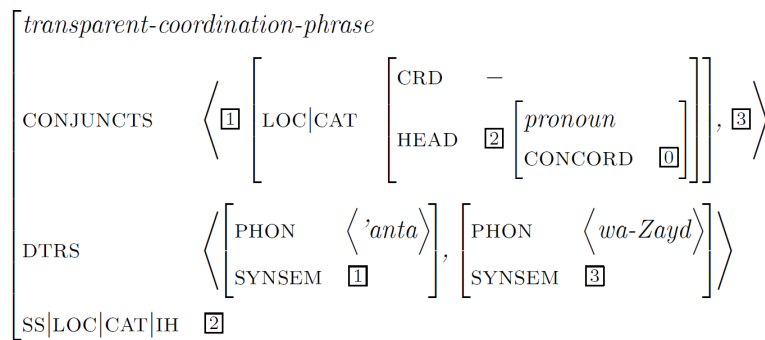 transparent-coordination-phrase
CRD –
CONJUNCTS ⟨ 1 [ LOC|CAT [ HEAD 2 [ pronoun
CONCORD 0 ] ] ], 3 ⟩
DTRS ⟨ [ PHON ⟨ ’anta ⟩ ], [ PHON ⟨ wa-Zayd ⟩ ] ⟩
SYNSEM 1 SYNSEM 3
SS|LOC|CAT|IH 2